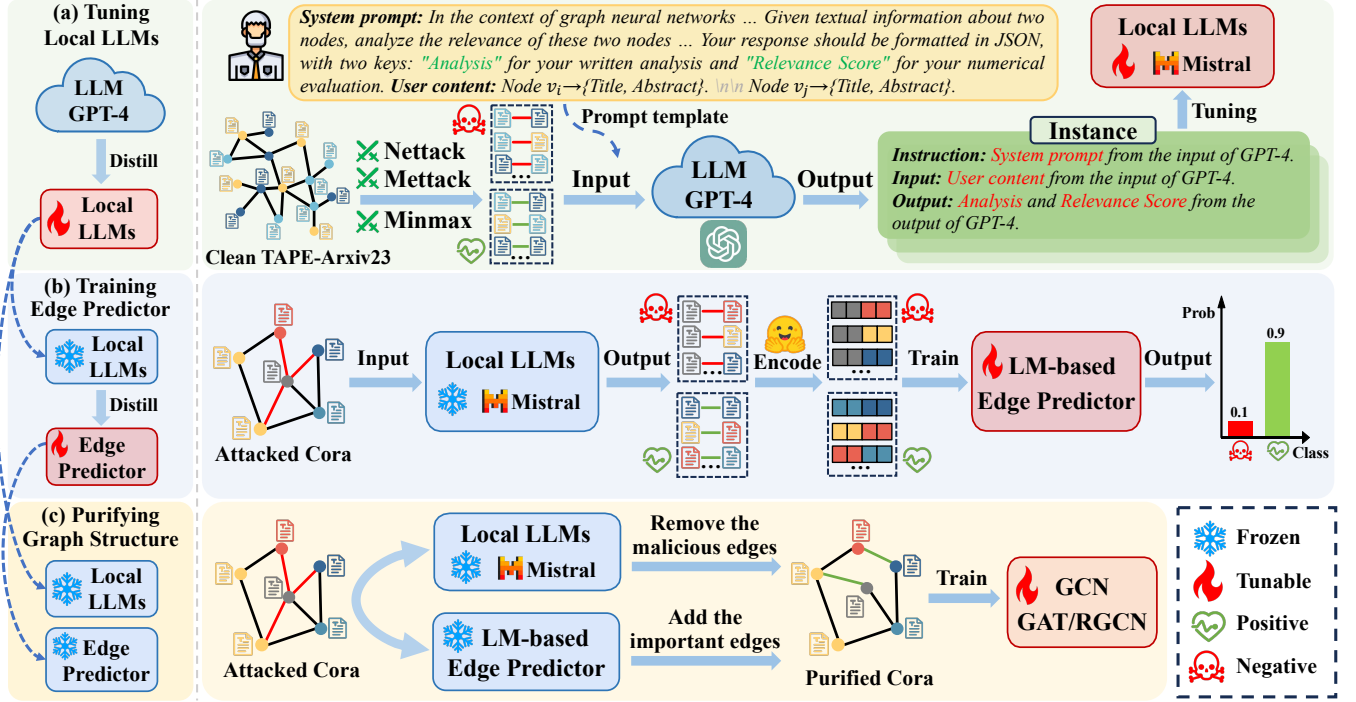 (a) Tuning
Local LLMs
LLM
GPT-4
Distill
Local
LLMs
System prompt: In the context of graph neural networks … Given textual information about two
nodes, analyze the relevance of these two nodes … Your response should be formatted in JSON,
with two keys: "Analysis" for your written analysis and "Relevance Score" for your numerical
evaluation. User content: Node vᵢ→{Title, Abstract}. \n\n Node vⱼ→{Title, Abstract}.
Clean TAPE-Arxiv23
Nettack
Mettack
Minmax
...
...
Prompt template
Input
LLM
GPT-4
Output
Instance
Instruction: System prompt from the input of GPT-4.
Input: User content from the input of GPT-4.
Output: Analysis and Relevance Score from the
output of GPT-4.
Tuning
Local LLMs
Mistral
(b) Training
Edge Predictor
Local
LLMs
Distill
Edge
Predictor
Attacked Cora
Input
Local LLMs
Mistral
Output
...
...
Encode
...
...
Train
LM-based
Edge Predictor
Output
Prob
0.9
0.1
Class
(c) Purifying
Graph Structure
Local
LLMs
Edge
Predictor
Attacked Cora
Local LLMs
Mistral
LM-based
Edge Predictor
Remove the
malicious edges
Add the
important edges
Purified Cora
Train
GCN
GAT/RGCN
Frozen
Tunable
Positive
Negative